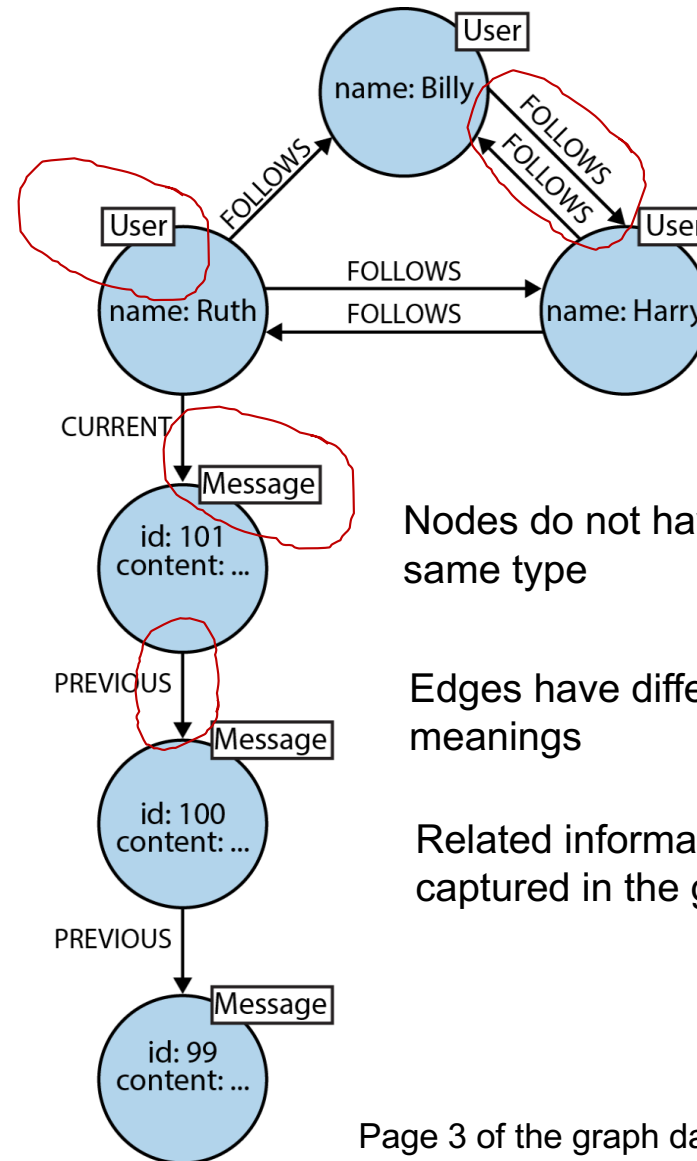 User
name: Billy
FOLLOWS
FOLLOWS
FOLLOWS
User
User
name: Ruth
FOLLOWS
FOLLOWS
name: Harry
CURRENT
Message
id: 101
content: ...
Nodes do not hav
same type
PREVIOUS
Edges have diffe
meanings
Message
id: 100
content: ...
Related informa
captured in the g
PREVIOUS
Message
id: 99
content: ...
Page 3 of the graph da